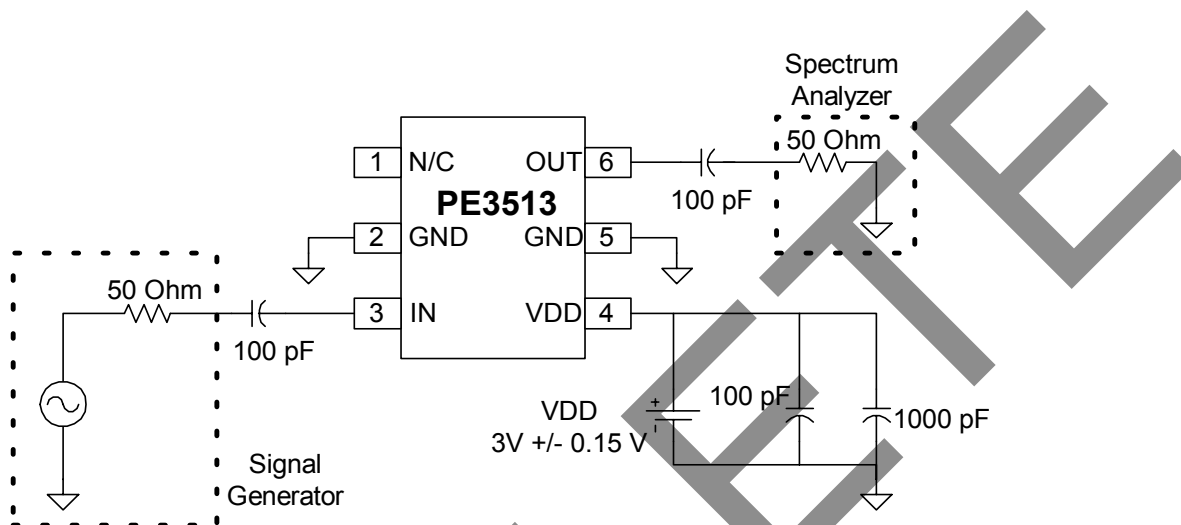 Spectrum
Analyzer
50 Ohm
1 N/C OUT 6
100 pF
PE3513
2 GND GND 5
50 Ohm
3 IN VDD 4
100 pF
VDD
3V +/- 0.15 V
+
-
100 pF
1000 pF
Signal
Generator
ETE